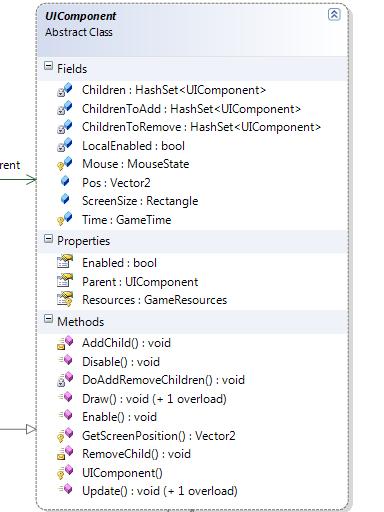 UIComponent
Abstract Class
Fields
Children : HashSet<UIComponent>
ChildrenToAdd : HashSet<UIComponent>
ChildrenToRemove : HashSet<UIComponent>
LocalEnabled : bool
Mouse : MouseState
rent
Pos : Vector2
ScreenSize : Rectangle
Time : GameTime
Properties
Enabled : bool
Parent : UIComponent
Resources : GameResources
Methods
AddChild() : void
Disable() : void
DoAddRemoveChildren() : void
Draw() : void (+ 1 overload)
Enable() : void
GetScreenPosition() : Vector2
RemoveChild() : void
UIComponent()
Update() : void (+ 1 overload)